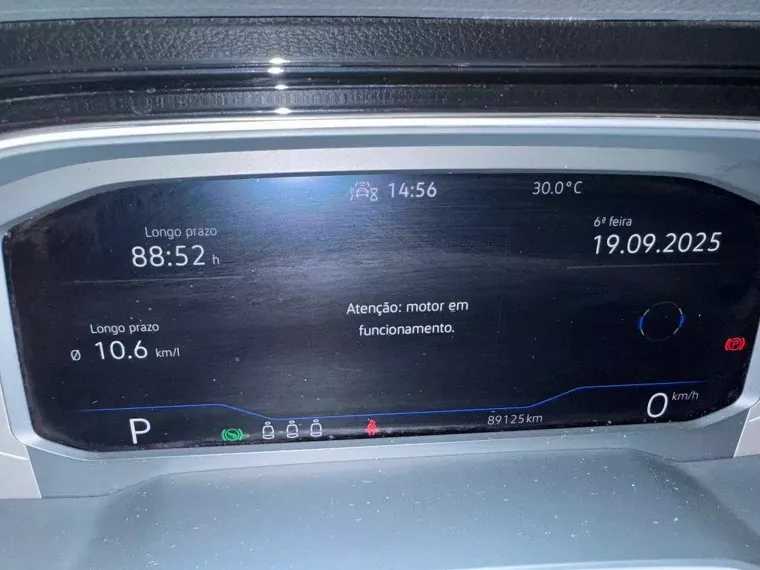 14:56
30.0°C
Longo prazo
88:52 h
6ª feira
19.09.2025
Atenção: motor em
funcionamento.
Longo prazo
Ø 10.6 km/l
P
P
89125 km
0 km/h